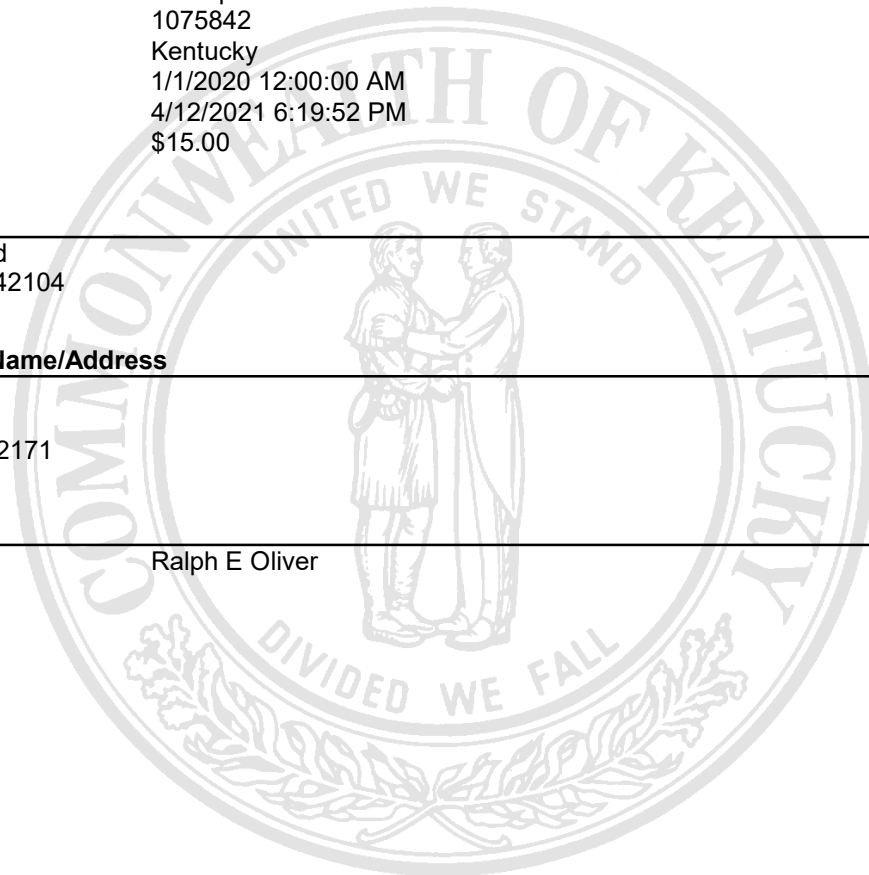 1075842
Kentucky
1/1/2020 12:00:00 AM
4/12/2021 6:19:52 PM
$15.00
COMMONWEALTH OF KENTUCKY
UNITED WE STAND
d
42104
Name/Address
2171
Ralph E Oliver
DIVIDED WE FALL